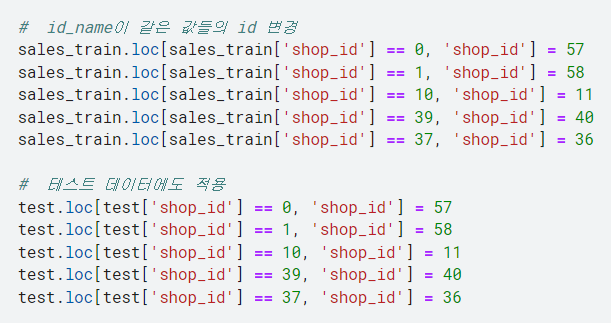 # id_name이 같은 값들의 id 변경
sales_train.loc[sales_train['shop_id'] == 0, 'shop_id'] = 57
sales_train.loc[sales_train['shop_id'] == 1, 'shop_id'] = 58
sales_train.loc[sales_train['shop_id'] == 10, 'shop_id'] = 11
sales_train.loc[sales_train['shop_id'] == 39, 'shop_id'] = 40
sales_train.loc[sales_train['shop_id'] == 37, 'shop_id'] = 36
# 테스트 데이터에도 적용
test.loc[test['shop_id'] == 0, 'shop_id'] = 57
test.loc[test['shop_id'] == 1, 'shop_id'] = 58
test.loc[test['shop_id'] == 10, 'shop_id'] = 11
test.loc[test['shop_id'] == 39, 'shop_id'] = 40
test.loc[test['shop_id'] == 37, 'shop_id'] = 36